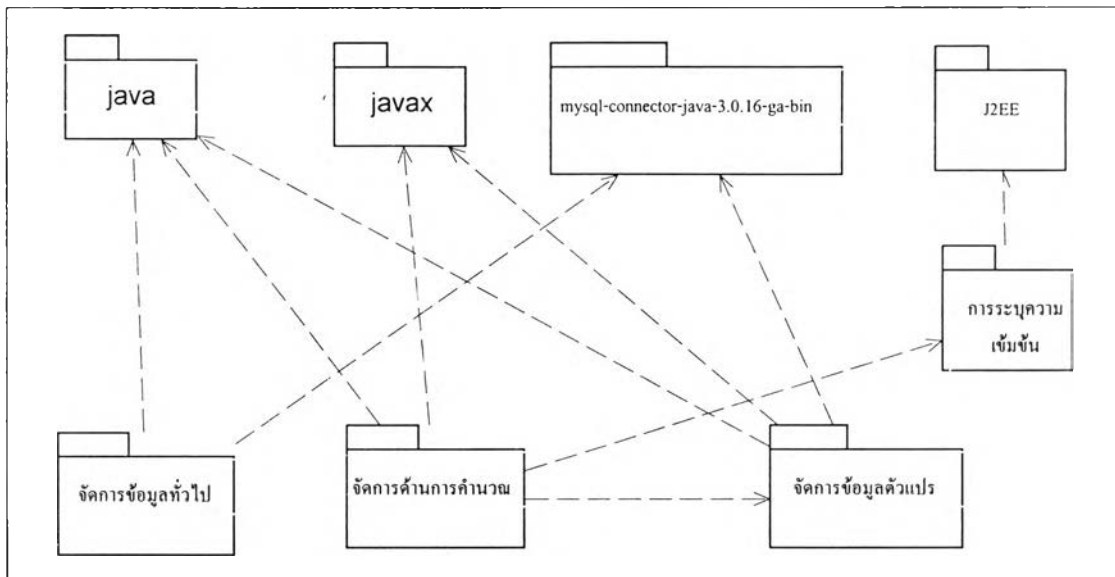 java
javax
mysql-connector-java-3.0.16-ga-bin
J2EE
การระบุความ
เข้มข้น
จัดการข้อมูลทั่วไป
จัดการด้านการคำนวณ
จัดการข้อมูลตัวแปร